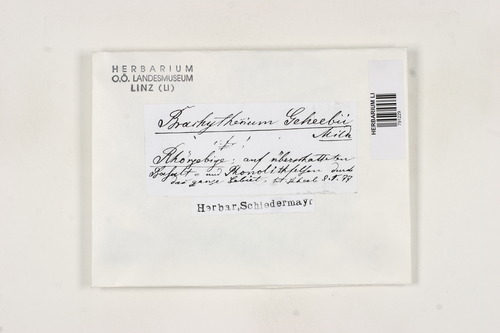 HERBARIUM
O.Ö. LANDESMUSEUM
LINZ (LI)
HERBARIUM LI
Brachythecium Geheebii
Milde
Rhöngebirge: auf überschatteten
Basalt- und Phonolithfelsen durch
das ganze Gebiet.
Herbar, Schiedermayr